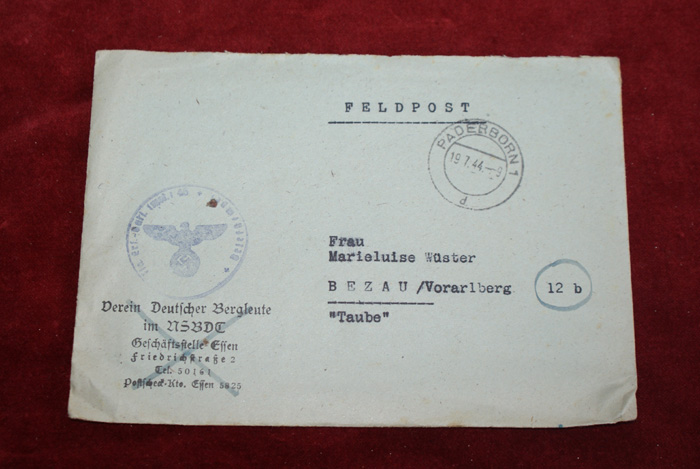 FELDPOST
PADERBORN 1
19.7.44.-9
d
Frau
Marieluise Wüster
BEZAU/Vorarlberg
12 b
"Taube"
Verein Deutscher Bergleute
im NSBDT
Geschäftsstelle Essen
Friedrichstraße 2
Tel. 50161
Postscheck-Kto. Essen 5825